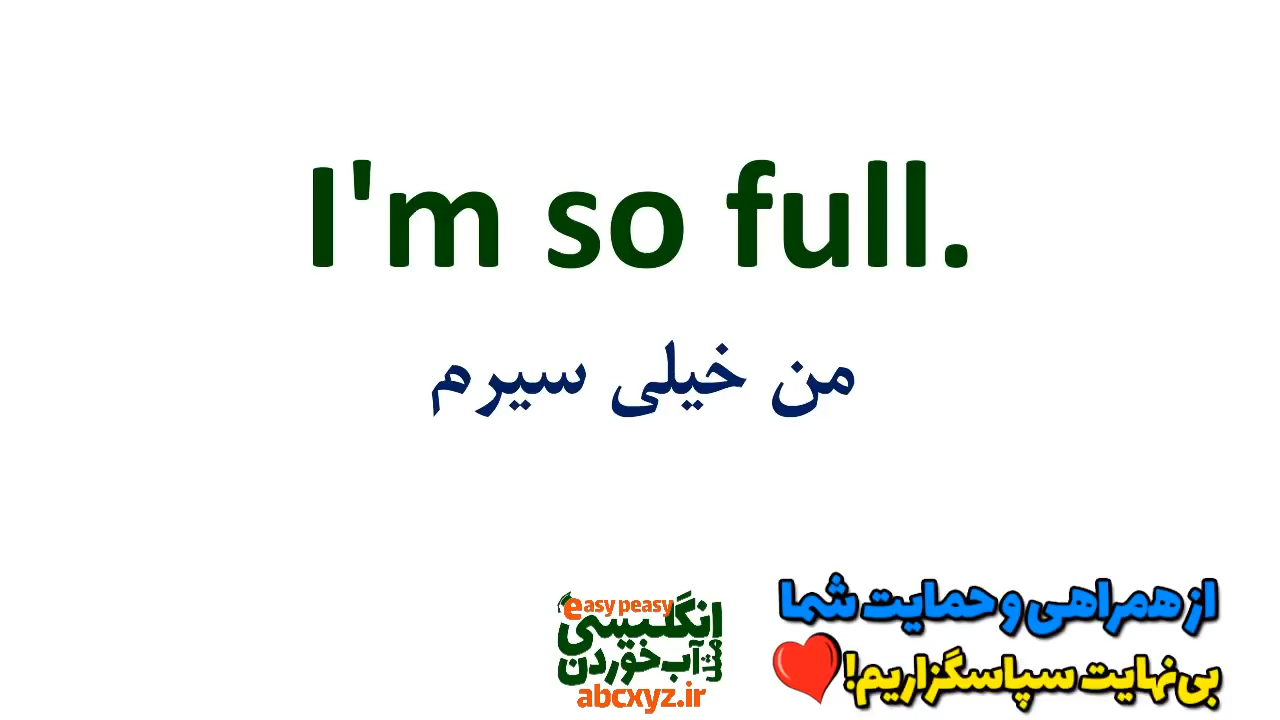 I'm so full.
من خیلی سیرم
از همراهی و حمایت شما
بی‌نهایت سپاسگزاریم!
easy peasy
انگلیسی
مثل آب خوردن
abcxyz.ir